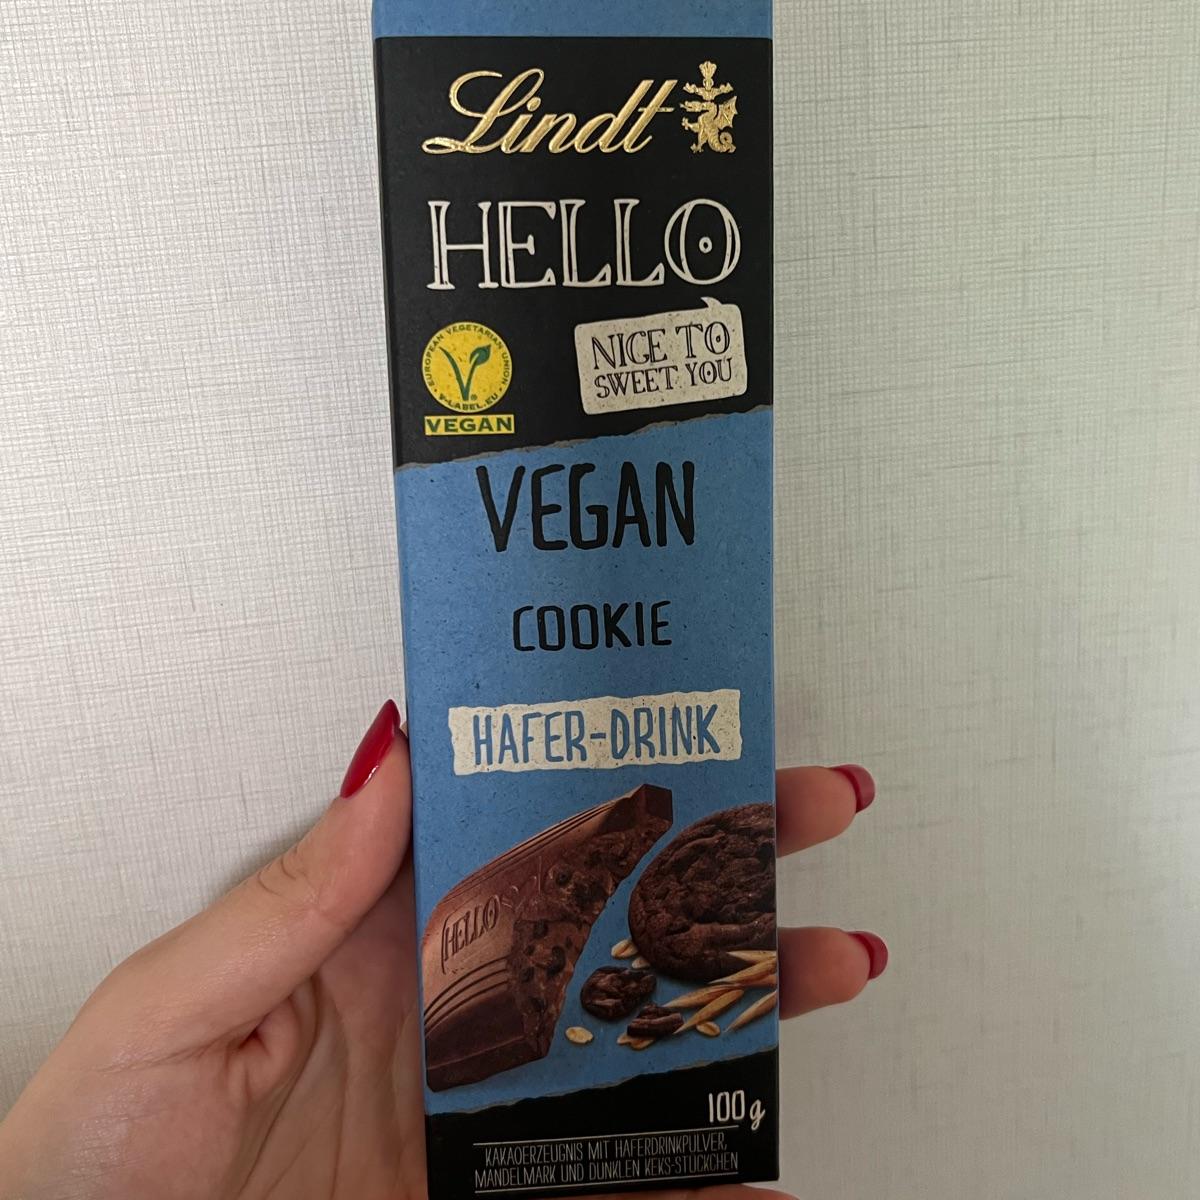 Lindt
HELLO
EUROPEAN VEGETARIAN UNION
V-LABEL.EU
VEGAN
NICE TO
SWEET YOU
VEGAN
COOKIE
HAFER-DRINK
HELLO
100 g
KAKAOERZEUGNIS MIT HAFERDRINKPULVER,
MANDELMARK UND DUNKLEN KEKS-STÜCKCHEN